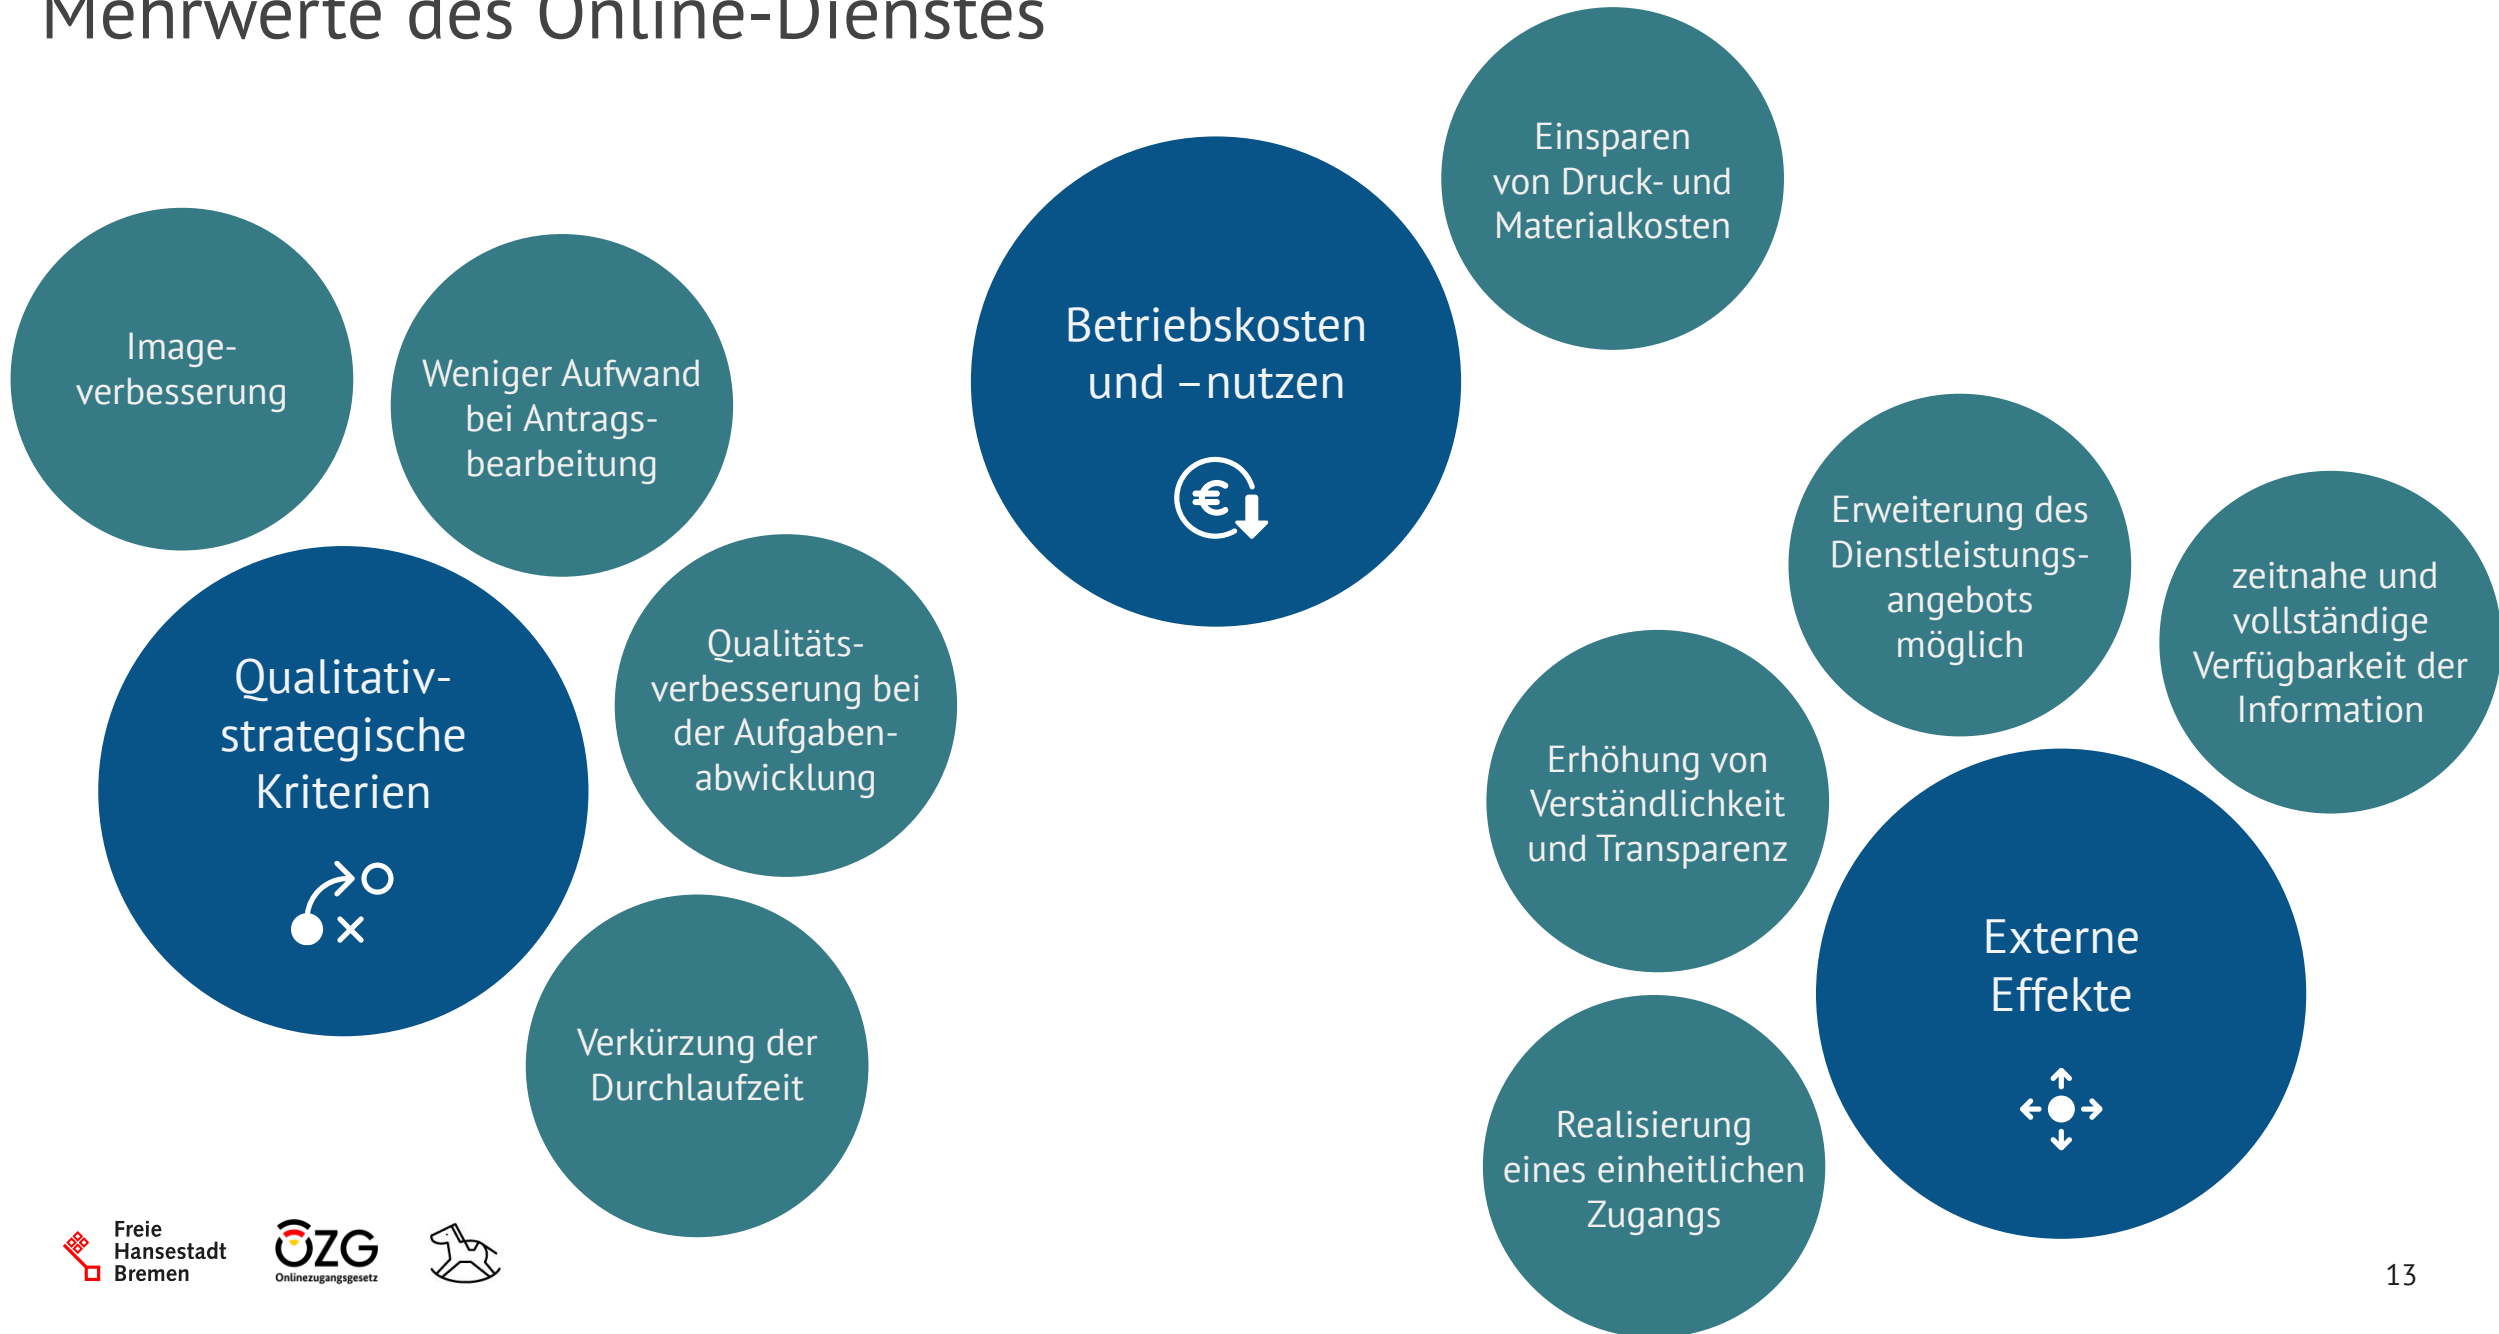 Mehrwerte des Online-Dienstes
Image-
verbesserung
Weniger Aufwand
bei Antrags-
bearbeitung
Qualitäts-
verbesserung bei
der Aufgaben-
abwicklung
Qualitativ-
strategische
Kriterien
Verkürzung der
Durchlaufzeit
Betriebskosten
und –nutzen
€
Einsparen
von Druck- und
Materialkosten
Erweiterung des
Dienstleistungs-
angebots
möglich
zeitnahe und
vollständige
Verfügbarkeit der
Information
Erhöhung von
Verständlichkeit
und Transparenz
Externe
Effekte
Realisierung
eines einheitlichen
Zugangs
Freie
Hansestadt
Bremen
OZG
Onlinezugangsgesetz
13